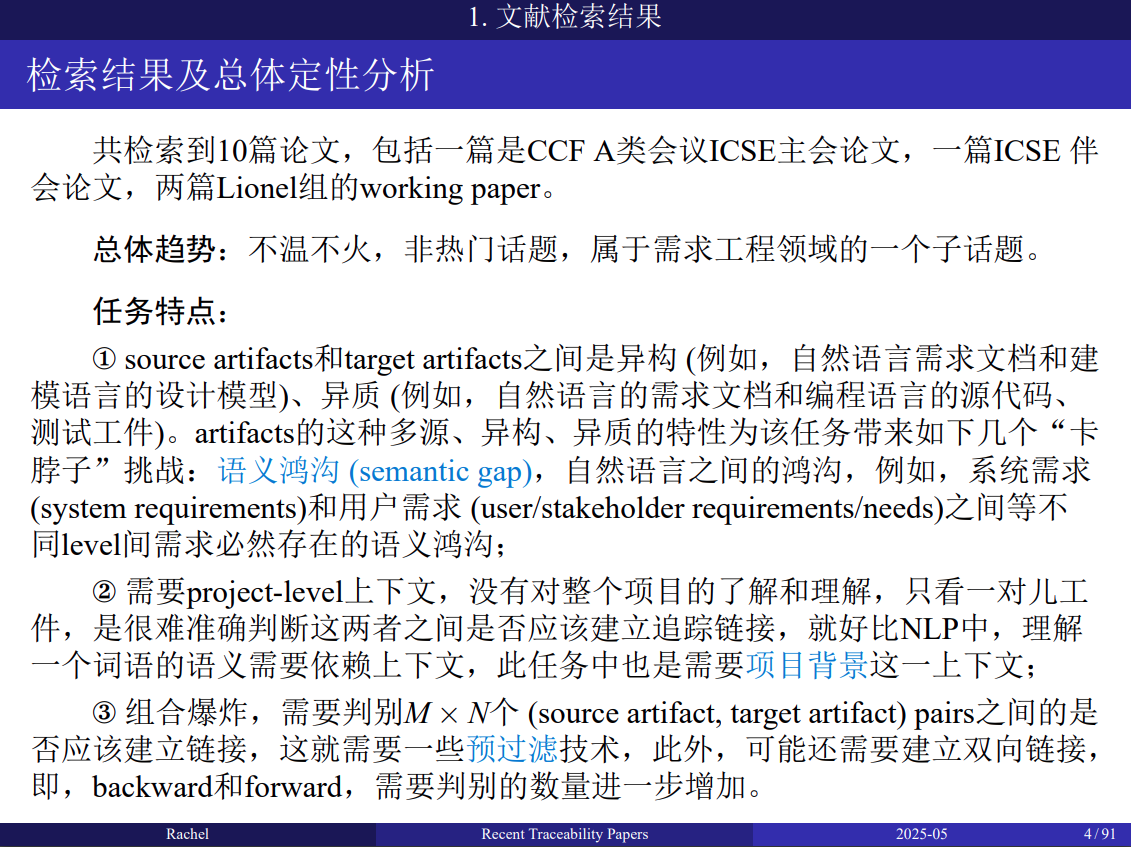 1. 文献检索结果
检索结果及总体定性分析
共检索到10篇论文，包括一篇是CCF A类会议ICSE主会论文，一篇ICSE 伴
会论文，两篇Lionel组的working paper。
总体趋势：不温不火，非热门话题，属于需求工程领域的一个子话题。
任务特点：
① source artifacts和target artifacts之间是异构 (例如，自然语言需求文档和建
模语言的设计模型)、异质 (例如，自然语言的需求文档和编程语言的源代码、
测试工件)。artifacts的这种多源、异构、异质的特性为该任务带来如下几个“卡
脖子”挑战：语义鸿沟 (semantic gap)，自然语言之间的鸿沟，例如，系统需求
(system requirements)和用户需求 (user/stakeholder requirements/needs)之间等不
同level间需求必然存在的语义鸿沟；
② 需要project-level上下文，没有对整个项目的了解和理解，只看一对儿工
件，是很难准确判断这两者之间是否应该建立追踪链接，就好比NLP中，理解
一个词语的语义需要依赖上下文，此任务中也是需要项目背景这一上下文；
③ 组合爆炸，需要判别M × N个 (source artifact, target artifact) pairs之间的是
否应该建立链接，这就需要一些预过滤技术，此外，可能还需要建立双向链接，
即，backward和forward，需要判别的数量进一步增加。
Rachel
Recent Traceability Papers
2025-05
4 / 91